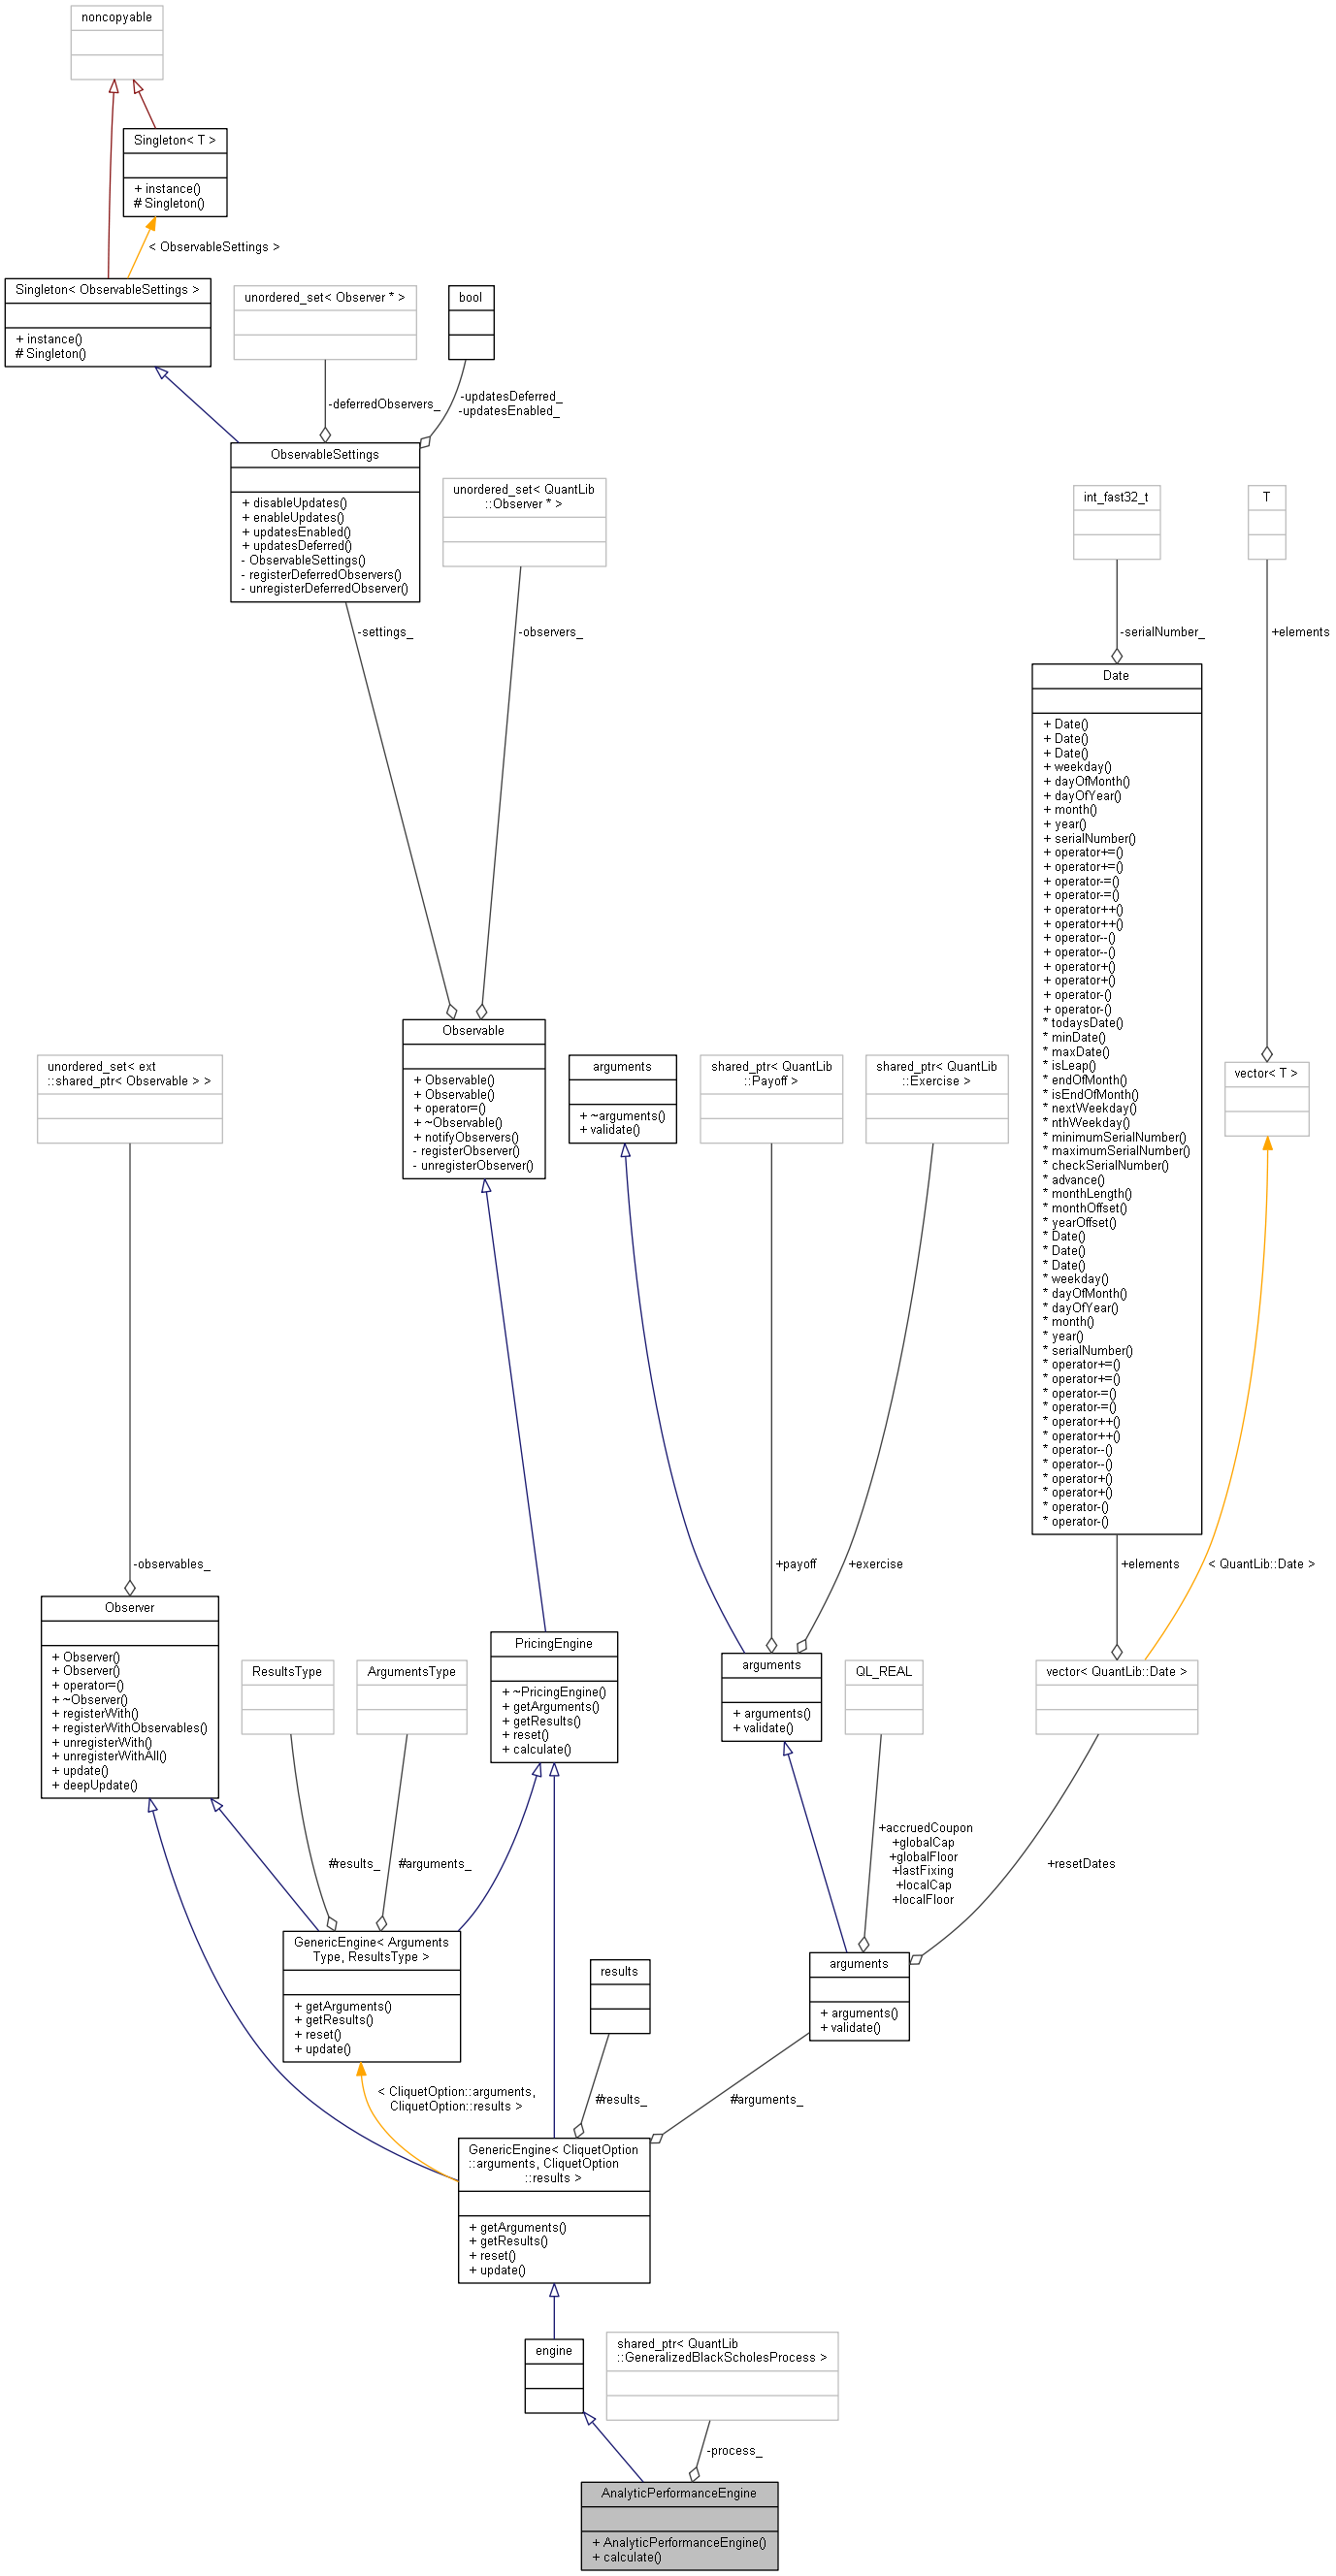 noncopyable
Singleton< T >
+ instance()
# Singleton()
< ObservableSettings >
Singleton< ObservableSettings >
+ instance()
# Singleton()
unordered_set< Observer * >
bool
-deferredObservers_
-updatesDeferred_
-updatesEnabled_
ObservableSettings
+ disableUpdates()
+ enableUpdates()
+ updatesEnabled()
+ updatesDeferred()
- ObservableSettings()
- registerDeferredObservers()
- unregisterDeferredObserver()
unordered_set< QuantLib
::Observer * >
int_fast32_t
T
-settings_
-observers_
-serialNumber_
+elements
Date
+ Date()
+ Date()
+ Date()
+ weekday()
+ dayOfMonth()
+ dayOfYear()
+ month()
+ year()
+ serialNumber()
+ operator+=()
+ operator+=()
+ operator-=()
+ operator-=()
+ operator++()
+ operator++()
+ operator--()
+ operator--()
+ operator+()
+ operator+()
+ operator-()
+ operator-()
* todaysDate()
* minDate()
* maxDate()
* isLeap()
* endOfMonth()
* isEndOfMonth()
* nextWeekday()
* nthWeekday()
* minimumSerialNumber()
* maximumSerialNumber()
* checkSerialNumber()
* advance()
* monthLength()
* monthOffset()
* yearOffset()
* Date()
* Date()
* Date()
* weekday()
* dayOfMonth()
* dayOfYear()
* month()
* year()
* serialNumber()
* operator+=()
* operator+=()
* operator-=()
* operator-=()
* operator++()
* operator++()
* operator--()
* operator--()
* operator+()
* operator+()
* operator-()
* operator-()
Observable
+ Observable()
+ Observable()
+ operator=()
+ ~Observable()
+ notifyObservers()
- registerObserver()
- unregisterObserver()
unordered_set< ext
::shared_ptr< Observable > >
arguments
+ ~arguments()
+ validate()
shared_ptr< QuantLib
::Payoff >
shared_ptr< QuantLib
::Exercise >
vector< T >
-observables_
+payoff
+exercise
+elements
< QuantLib::Date >
Observer
+ Observer()
+ Observer()
+ operator=()
+ ~Observer()
+ registerWith()
+ registerWithObservables()
+ unregisterWith()
+ unregisterWithAll()
+ update()
+ deepUpdate()
ResultsType
ArgumentsType
PricingEngine
+ ~PricingEngine()
+ getArguments()
+ getResults()
+ reset()
+ calculate()
arguments
+ arguments()
+ validate()
QL_REAL
vector< QuantLib::Date >
#results_
#arguments_
+accruedCoupon
+globalCap
+globalFloor
+lastFixing
+localCap
+localFloor
+resetDates
GenericEngine< Arguments
Type, ResultsType >
+ getArguments()
+ getResults()
+ reset()
+ update()
results
arguments
+ arguments()
+ validate()
< CliquetOption::arguments,
CliquetOption::results >
#results_
#arguments_
GenericEngine< CliquetOption
::arguments, CliquetOption
::results >
+ getArguments()
+ getResults()
+ reset()
+ update()
engine
shared_ptr< QuantLib
::GeneralizedBlackScholesProcess >
-process_
AnalyticPerformanceEngine
+ AnalyticPerformanceEngine()
+ calculate()